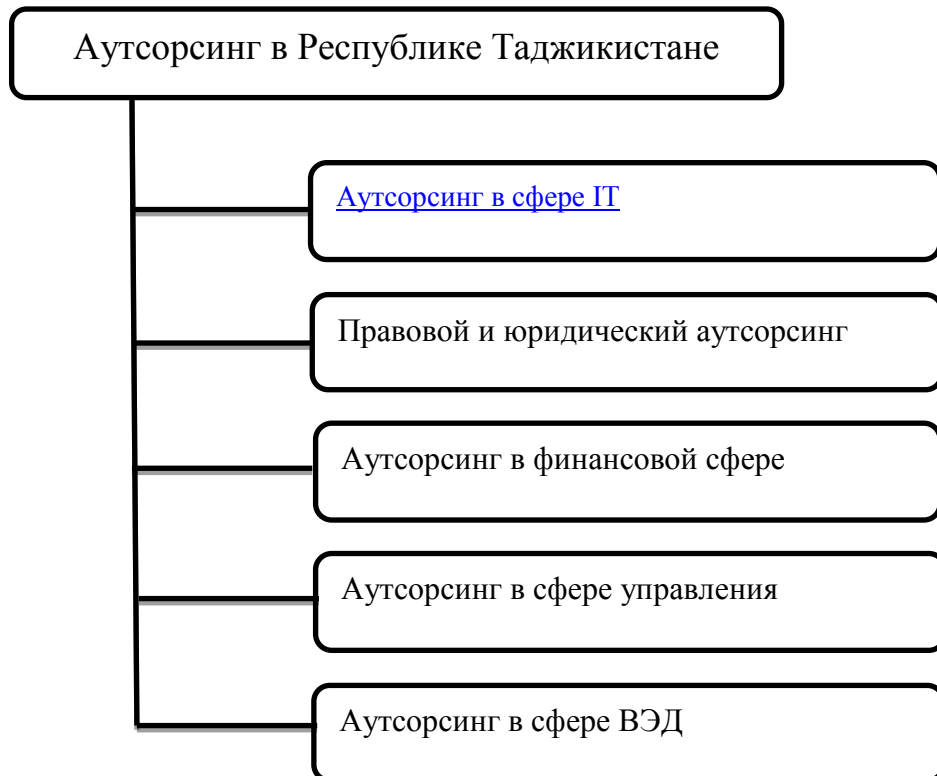 Аутсорсинг в Республике Таджикистане
Аутсорсинг в сфере IT
Правовой и юридический аутсорсинг
Аутсорсинг в финансовой сфере
Аутсорсинг в сфере управления
Аутсорсинг в сфере ВЭД